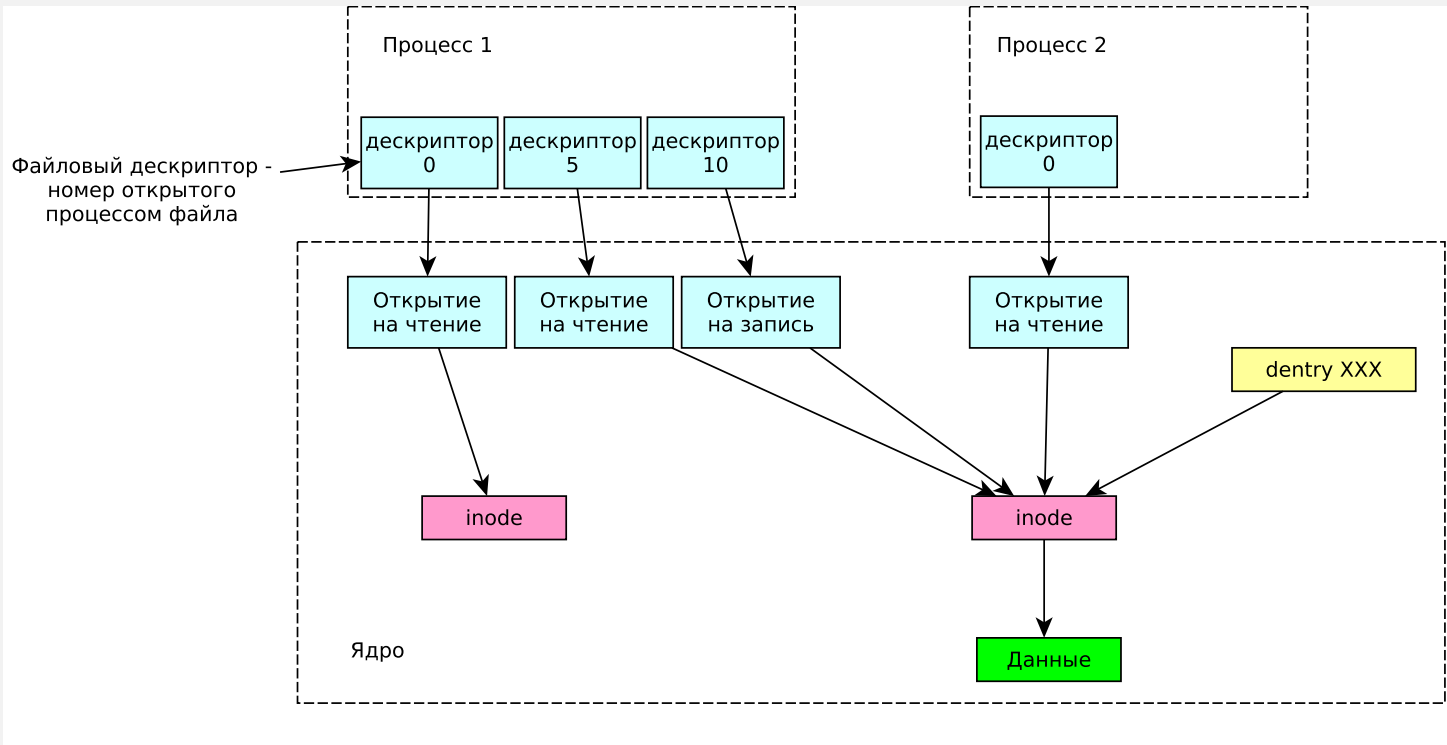 Процесс 1
Процесс 2
дескриптор
0
дескриптор
5
дескриптор
10
дескриптор
0
Файловый дескриптор -
номер открытого
процессом файла
Открытие
на чтение
Открытие
на чтение
Открытие
на запись
Открытие
на чтение
dentry XXX
inode
inode
Ядро
Данные